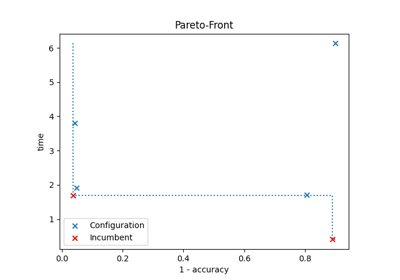 Pareto-Front
6
5
4
3
2
1
time
Configuration
Incumbent
0.0 0.2 0.4 0.6 0.8
1 - accuracy